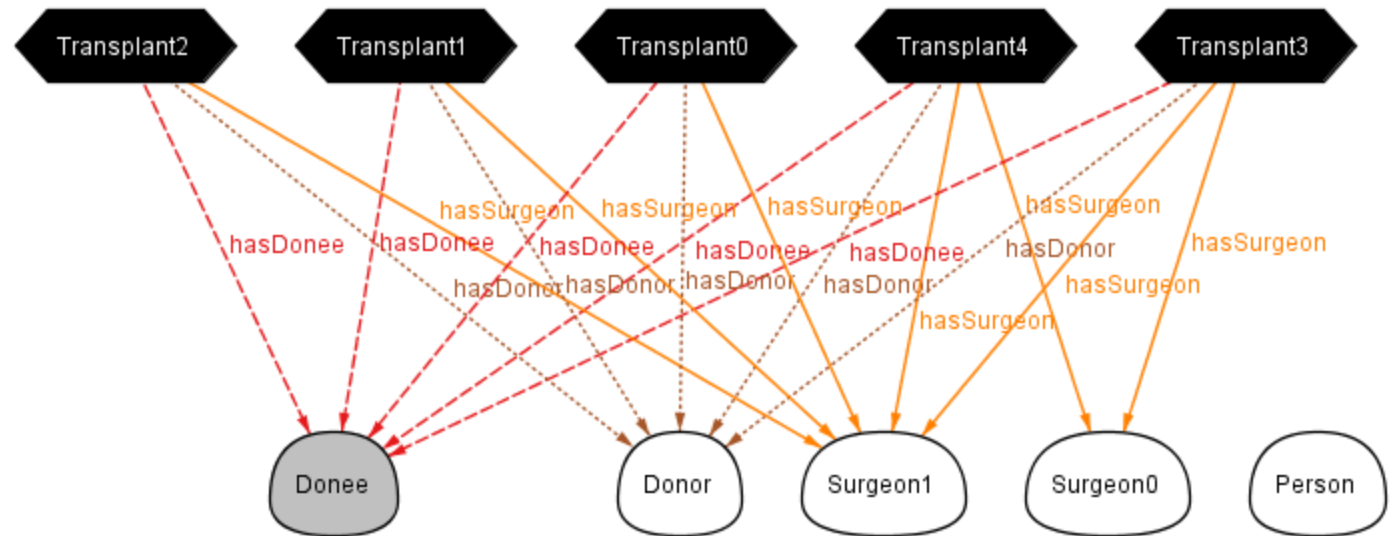 Transplant2 Transplant1 Transplant0 Transplant4 Transplant3
hasSurgeon hasSurgeon hasSurgeon hasSurgeon
hasDonee hasDonee hasDonee hasDonee hasDonee hasDonor hasSurgeon
hasDonor hasDonor hasDonor hasDonor hasSurgeon
hasSurgeon
Donee Donor Surgeon1 Surgeon0 Person